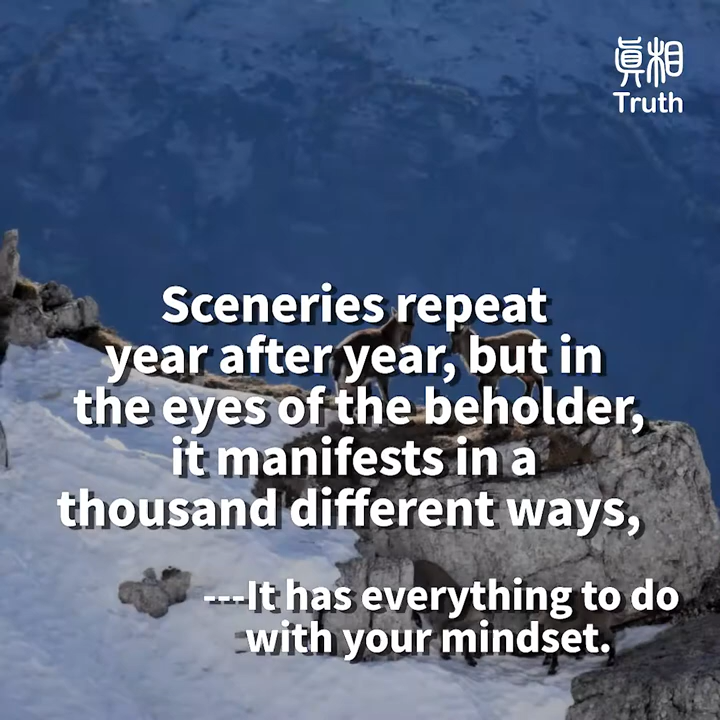 眞相
Truth
Sceneries repeat
year after year, but in
the eyes of the beholder,
it manifests in a
thousand different ways,
---It has everything to do
with your mindset.